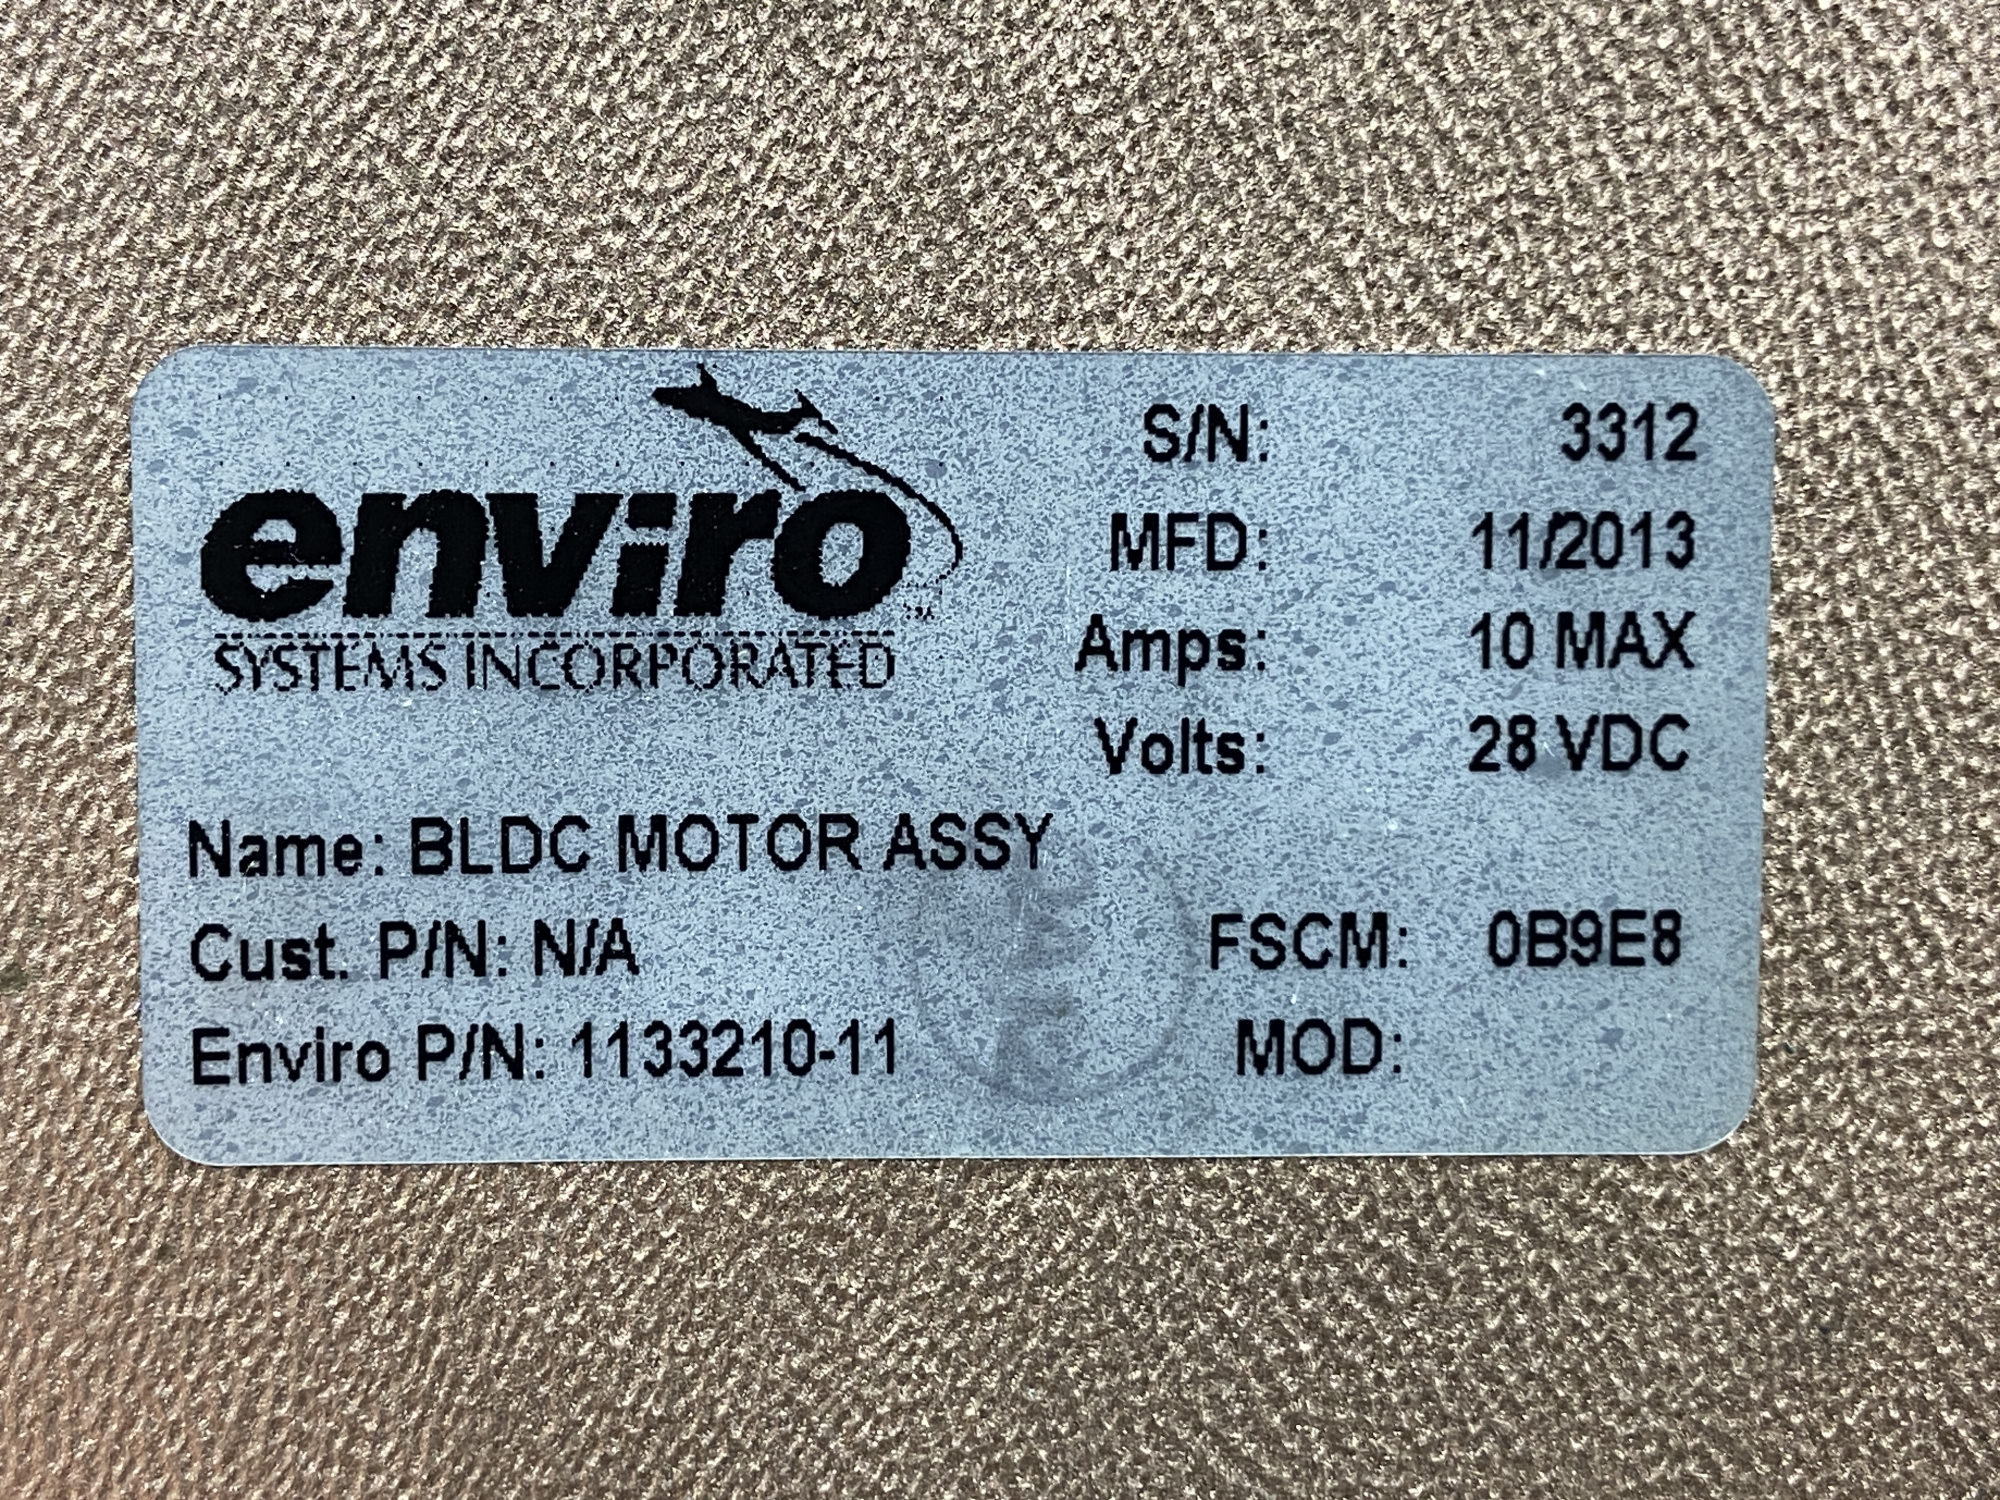 enviro
SYSTEMS INCORPORATED
S/N: 3312
MFD: 11/2013
Amps: 10 MAX
Volts: 28 VDC
Name: BLDC MOTOR ASSY
Cust. P/N: N/A
FSCM: 0B9E8
Enviro P/N: 1133210-11
MOD: